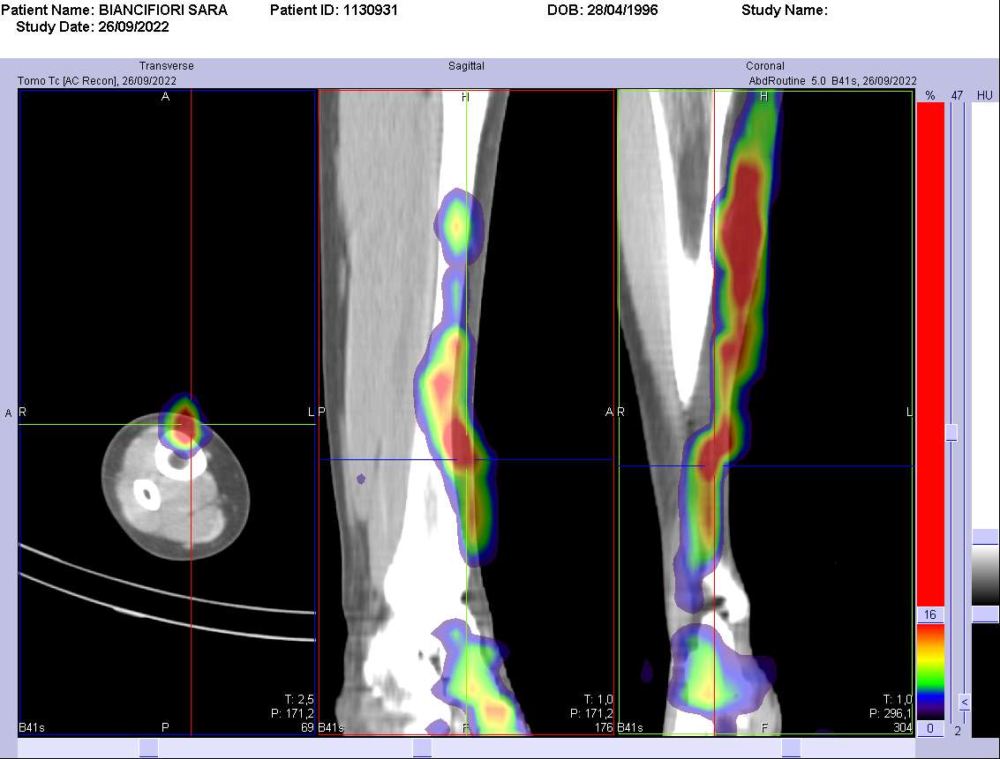 Patient Name: BIANCIFIORI SARA Patient ID: 1130931 DOB: 28/04/1996 Study Name:
Study Date: 26/09/2022
Transverse Sagittal Coronal
Tomo Tc [AC Recon], 26/09/2022 AbdRoutine 5.0 B41s, 26/09/2022
A H H % 47 HU
A R L P A R L
16
T: 2,5 T: 1,0 T: 1,0
P: 171,2 P: 171,2 P: 296,1
<
B41s P 69 B41s F 176 B41s F 304 0 2